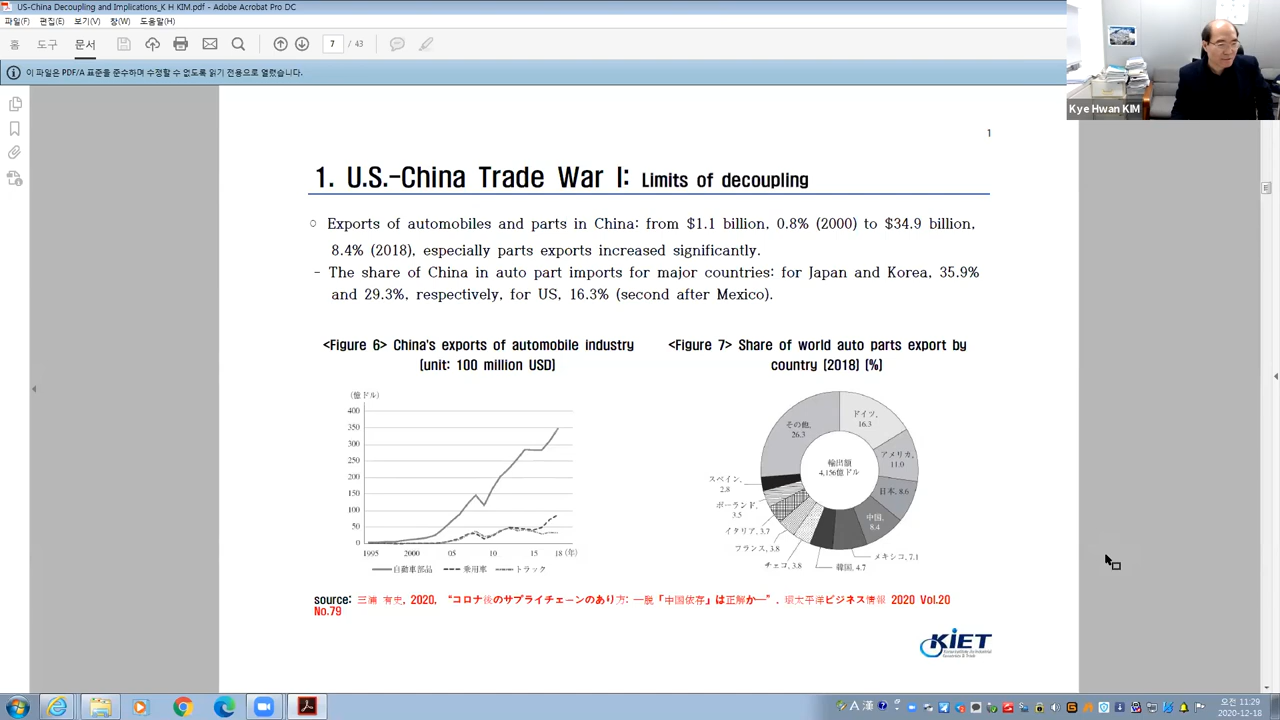 US-China Decoupling and Implications_K H KIM.pdf - Adobe Acrobat Pro DC
파일(F) 편집(E) 보기(V) 창(W) 도움말(H)
홈 도구 문서 7 / 43
이 파일은 PDF/A 표준을 준수하며 수정할 수 없도록 읽기 전용으로 열렸습니다.
Kye Hwan KIM
1
1. U.S.-China Trade War I: Limits of decoupling
○ Exports of automobiles and parts in China: from $1.1 billion, 0.8% (2000) to $34.9 billion,
8.4% (2018), especially parts exports increased significantly.
- The share of China in auto part imports for major countries: for Japan and Korea, 35.9%
and 29.3%, respectively, for US, 16.3% (second after Mexico).
<Figure 6> China's exports of automobile industry
(unit: 100 million USD)
<Figure 7> Share of world auto parts export by
country (2018) (%)
(億ドル)
400
350
300
250
200
150
100
50
0
1995 2000 05 10 15 18 (年)
自動車部品 乗用車 トラック
その他,
26.3
ドイツ,
16.3
アメリカ,
11.0
日本, 8.6
中国,
8.4
メキシコ, 7.1
韓国, 4.7
チェコ, 3.8
フランス, 3.8
イタリア, 3.7
ポーランド,
3.5
スペイン,
2.8
輸出額
4,156億ドル
source: 三浦 有史, 2020, “コロナ後のサプライチェーンのあり方: ―脱「中国依存」は正解か―”. 環太平洋ビジネス情報 2020 Vol.20
No.79
KIET
A 漢
오전 11:29
2020-12-18